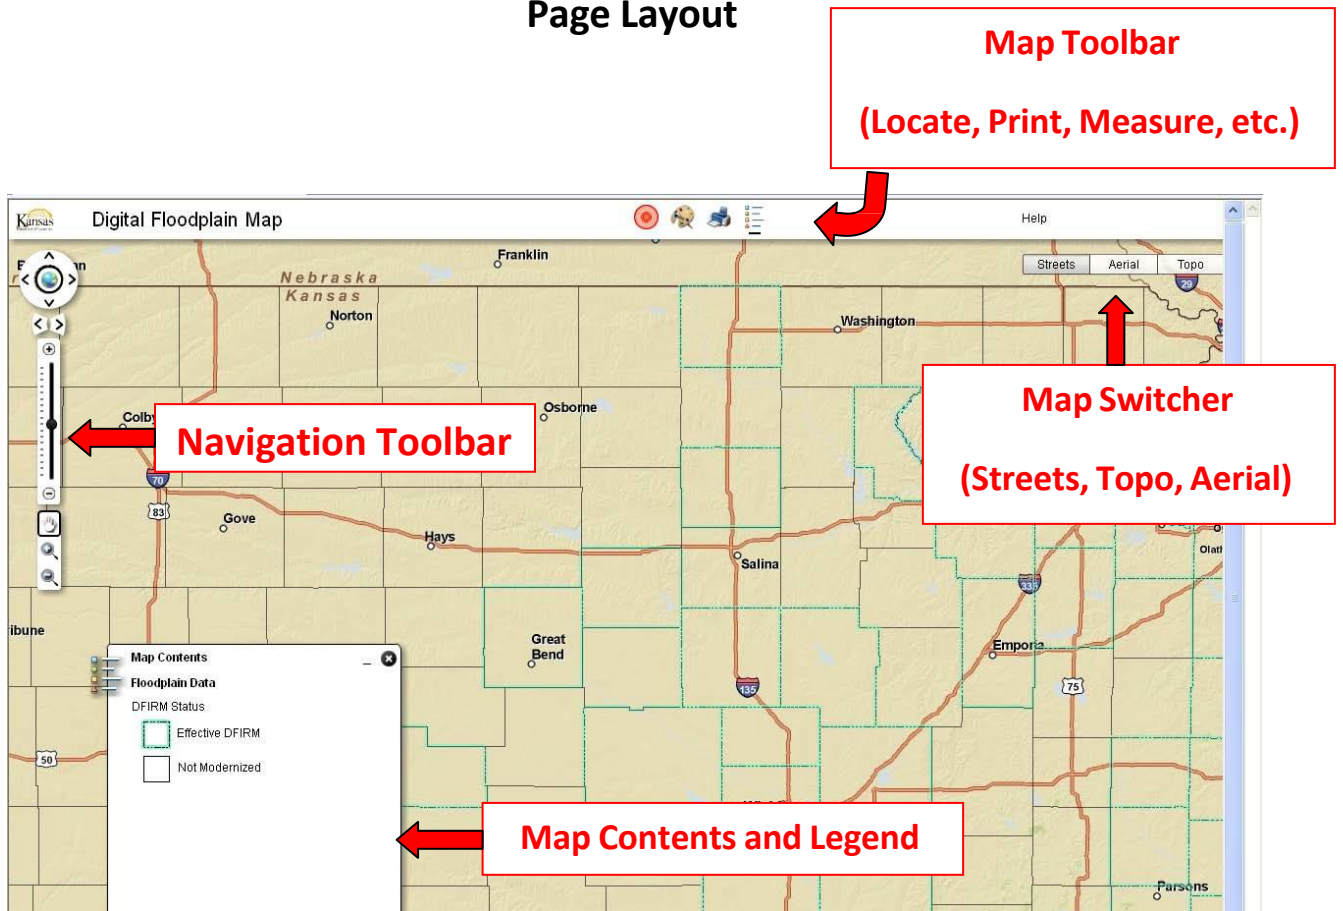 Page Layout
Map Toolbar
(Locate, Print, Measure, etc.)
Kansas
Digital Floodplain Map
Help
Streets
Aerial
Topo
Franklin
Nebraska
Kansas
Norton
Washington
29
Map Switcher
(Streets, Topo, Aerial)
Colby
Osborne
Navigation Toolbar
70
83
Gove
Hays
Salina
335
Great
Bend
Emporia
135
75
50
Map Contents
Floodplain Data
DFIRM Status
Effective DFIRM
Not Modernized
Map Contents and Legend
Parsons